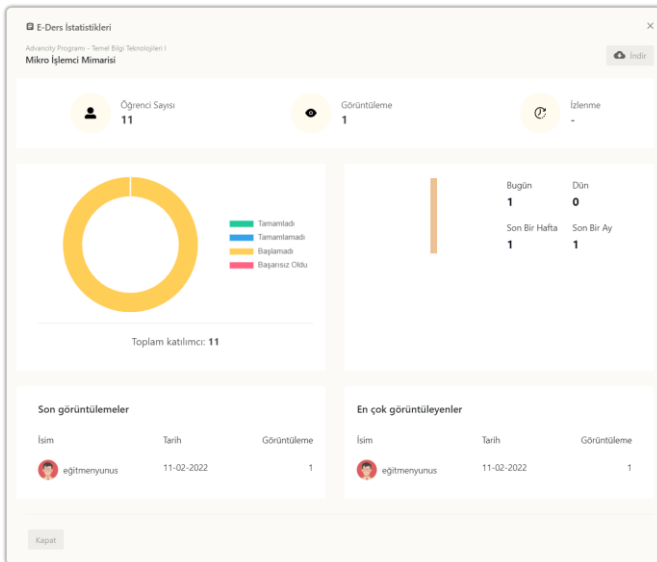 E-Ders İstatistikleri
Advancity Programı - Temel Bilgi Teknolojileri I
Mikro İşlemci Mimarisi
İndir
Öğrenci Sayısı
11
Görüntüleme
1
İzlenme
-
Tamamladı
Tamamlamadı
Başlamadı
Başarısız Oldu
Toplam katılımcı: 11
Bugün Dün
1 0
Son Bir Hafta Son Bir Ay
1 1
Son görüntülemeler
İsim Tarih Görüntüleme
eğitmenyunus 11-02-2022 1
En çok görüntüleyenler
İsim Tarih Görüntüleme
eğitmenyunus 11-02-2022 1
Kapat